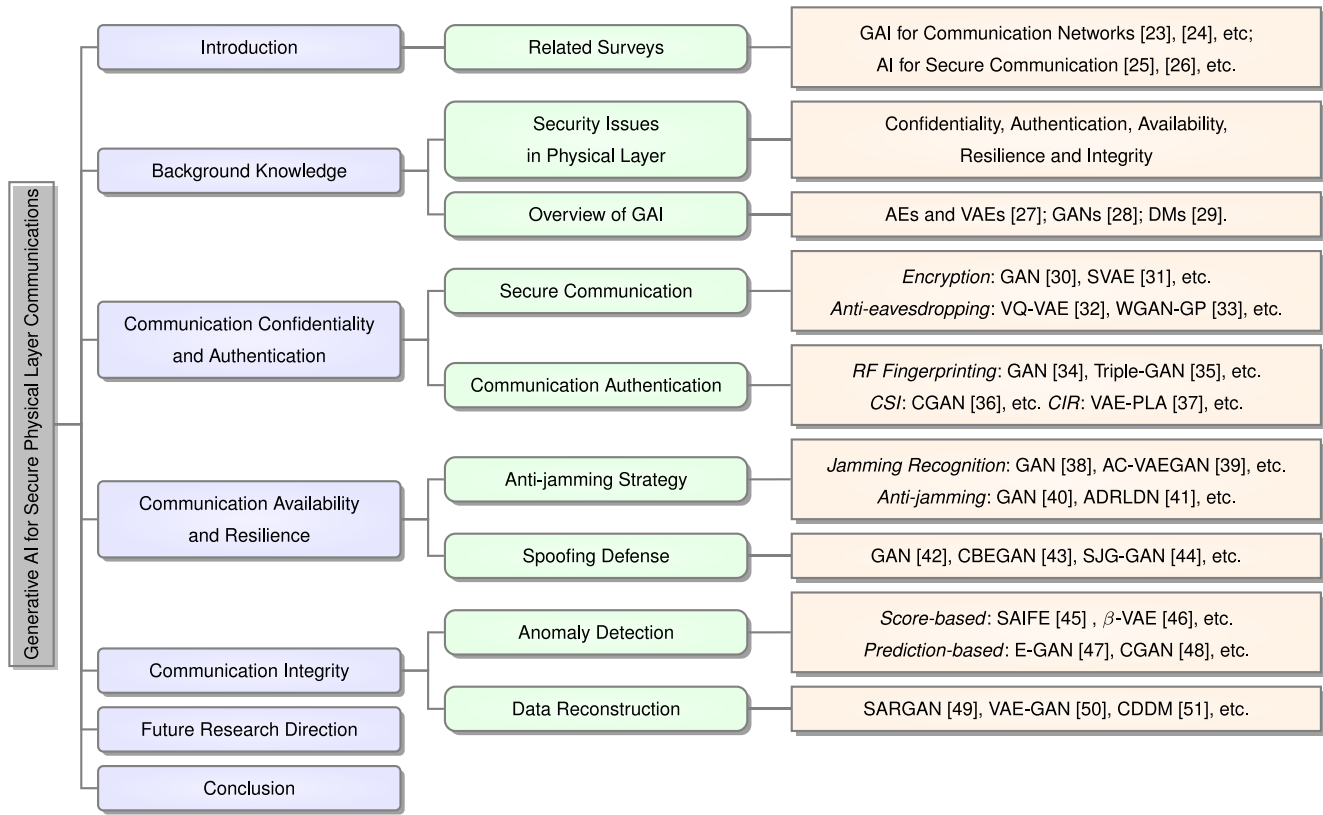 Generative AI for Secure Physical Layer Communications
Introduction
Related Surveys
GAI for Communication Networks [23], [24], etc;
AI for Secure Communication [25], [26], etc.
Background Knowledge
Security Issues
in Physical Layer
Confidentiality, Authentication, Availability,
Resilience and Integrity
Overview of GAI
AEs and VAEs [27]; GANs [28]; DMs [29].
Communication Confidentiality
and Authentication
Secure Communication
Encryption: GAN [30], SVAE [31], etc.
Anti-eavesdropping: VQ-VAE [32], WGAN-GP [33], etc.
Communication Authentication
RF Fingerprinting: GAN [34], Triple-GAN [35], etc.
CSI: CGAN [36], etc. CIR: VAE-PLA [37], etc.
Communication Availability
and Resilience
Anti-jamming Strategy
Jamming Recognition: GAN [38], AC-VAEGAN [39], etc.
Anti-jamming: GAN [40], ADRLDN [41], etc.
Spoofing Defense
GAN [42], CBEGAN [43], SJG-GAN [44], etc.
Communication Integrity
Anomaly Detection
Score-based: SAIFE [45] , β-VAE [46], etc.
Prediction-based: E-GAN [47], CGAN [48], etc.
Data Reconstruction
SARGAN [49], VAE-GAN [50], CDDM [51], etc.
Future Research Direction
Conclusion